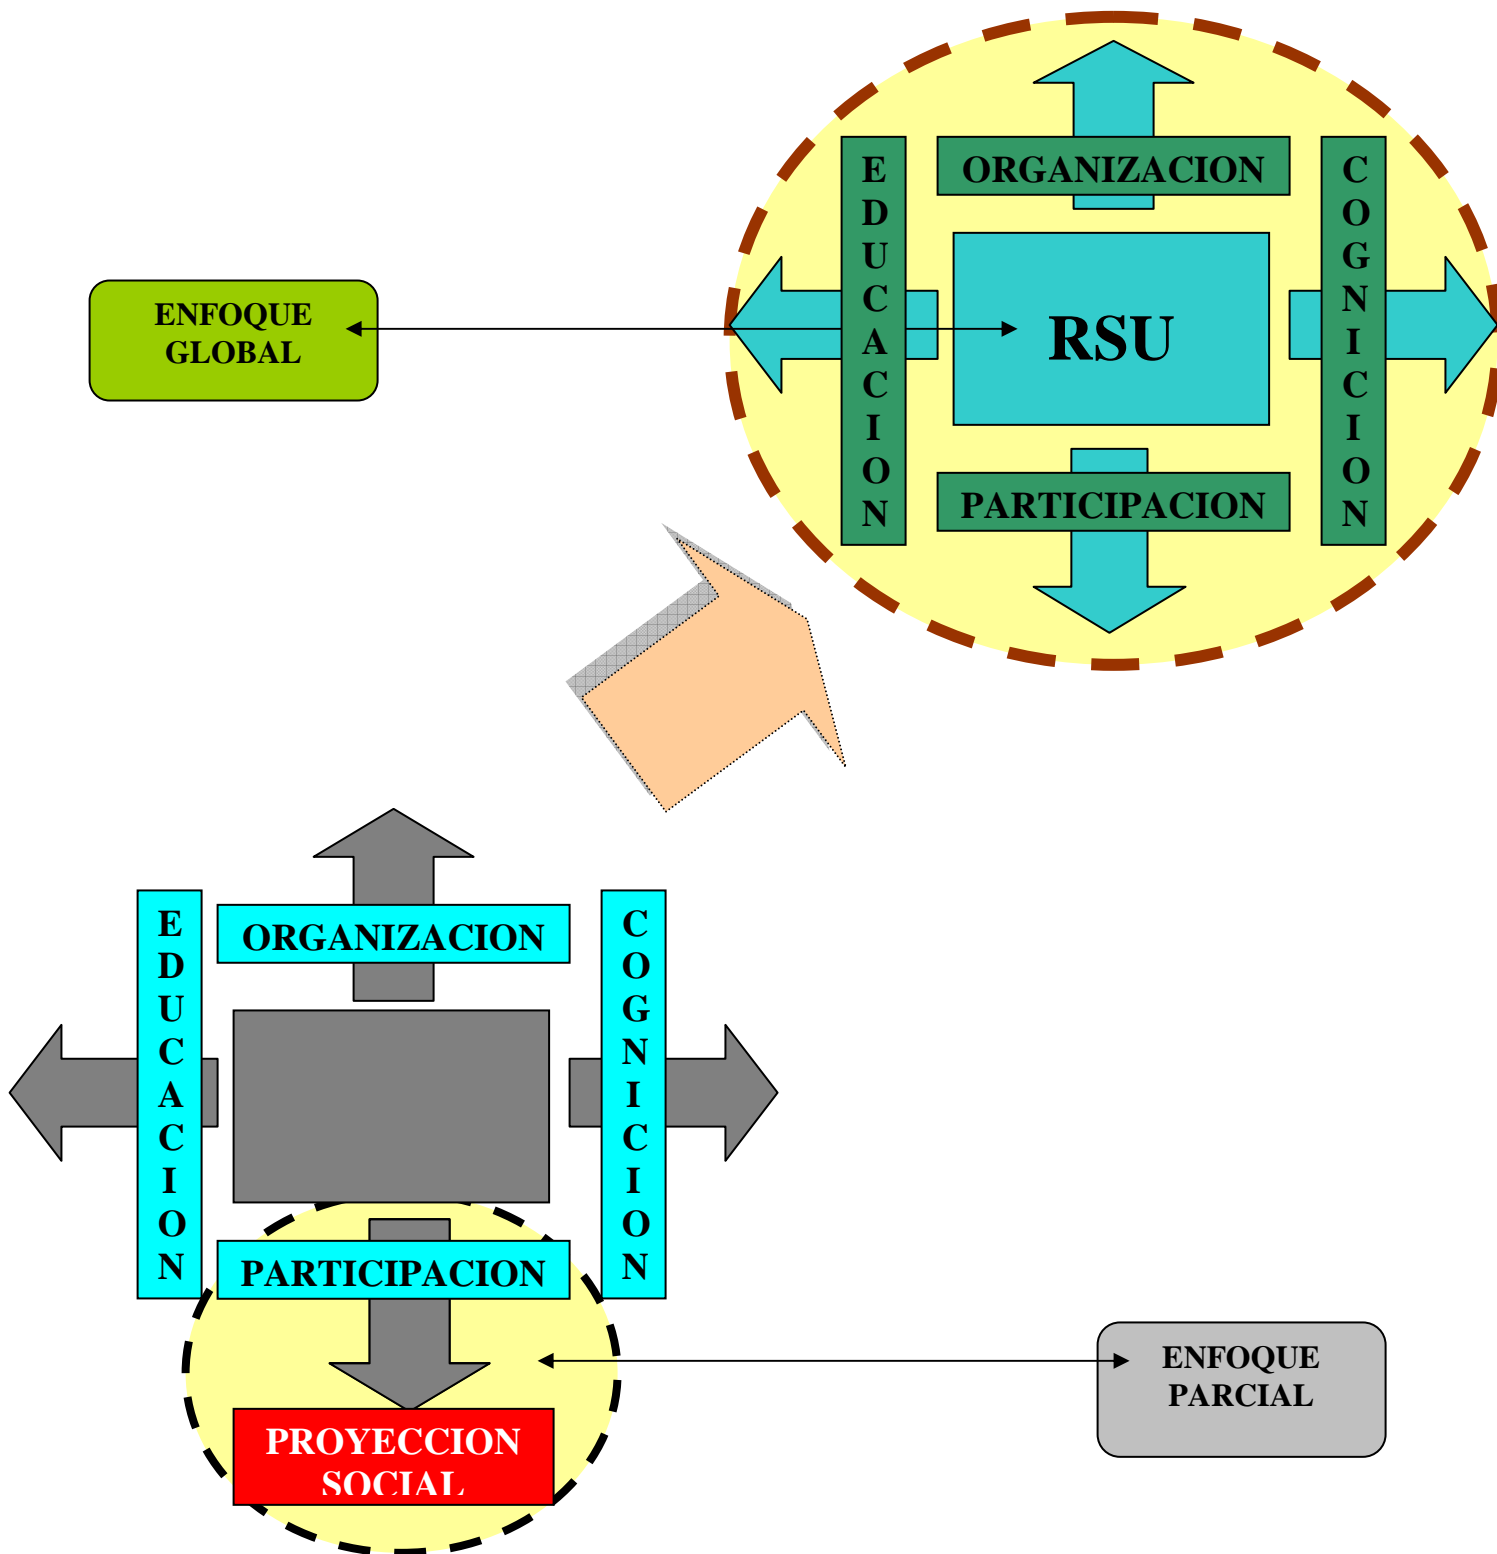 ORGANIZACION
EDUCACION
COGNICION
ENFOQUE
GLOBAL
RSU
PARTICIPACION
ORGANIZACION
EDUCACION
COGNICION
PARTICIPACION
ENFOQUE
PARCIAL
PROYECCION
SOCIAL